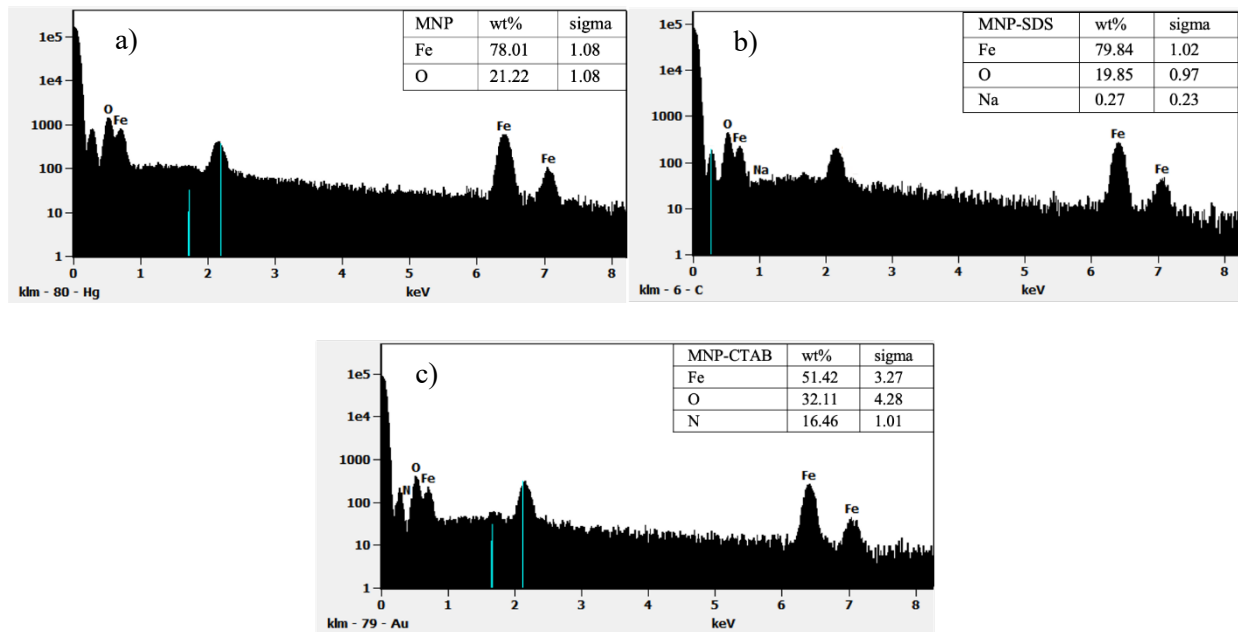 a)
MNP wt% sigma
Fe 78.01 1.08
O 21.22 1.08
1e5
1e4
1000
100
10
1
O
Fe
Fe
Fe
0 1 2 3 4 5 6 7 8
klm - 80 - Hg keV
b)
MNP-SDS wt% sigma
Fe 79.84 1.02
O 19.85 0.97
Na 0.27 0.23
1e5
1e4
1000
100
10
1
O
Fe
Na
Fe
Fe
0 1 2 3 4 5 6 7 8
klm - 6 - C keV
c)
MNP-CTAB wt% sigma
Fe 51.42 3.27
O 32.11 4.28
N 16.46 1.01
1e5
1e4
1000
100
10
1
N
O
Fe
Fe
Fe
0 1 2 3 4 5 6 7 8
klm - 79 - Au keV